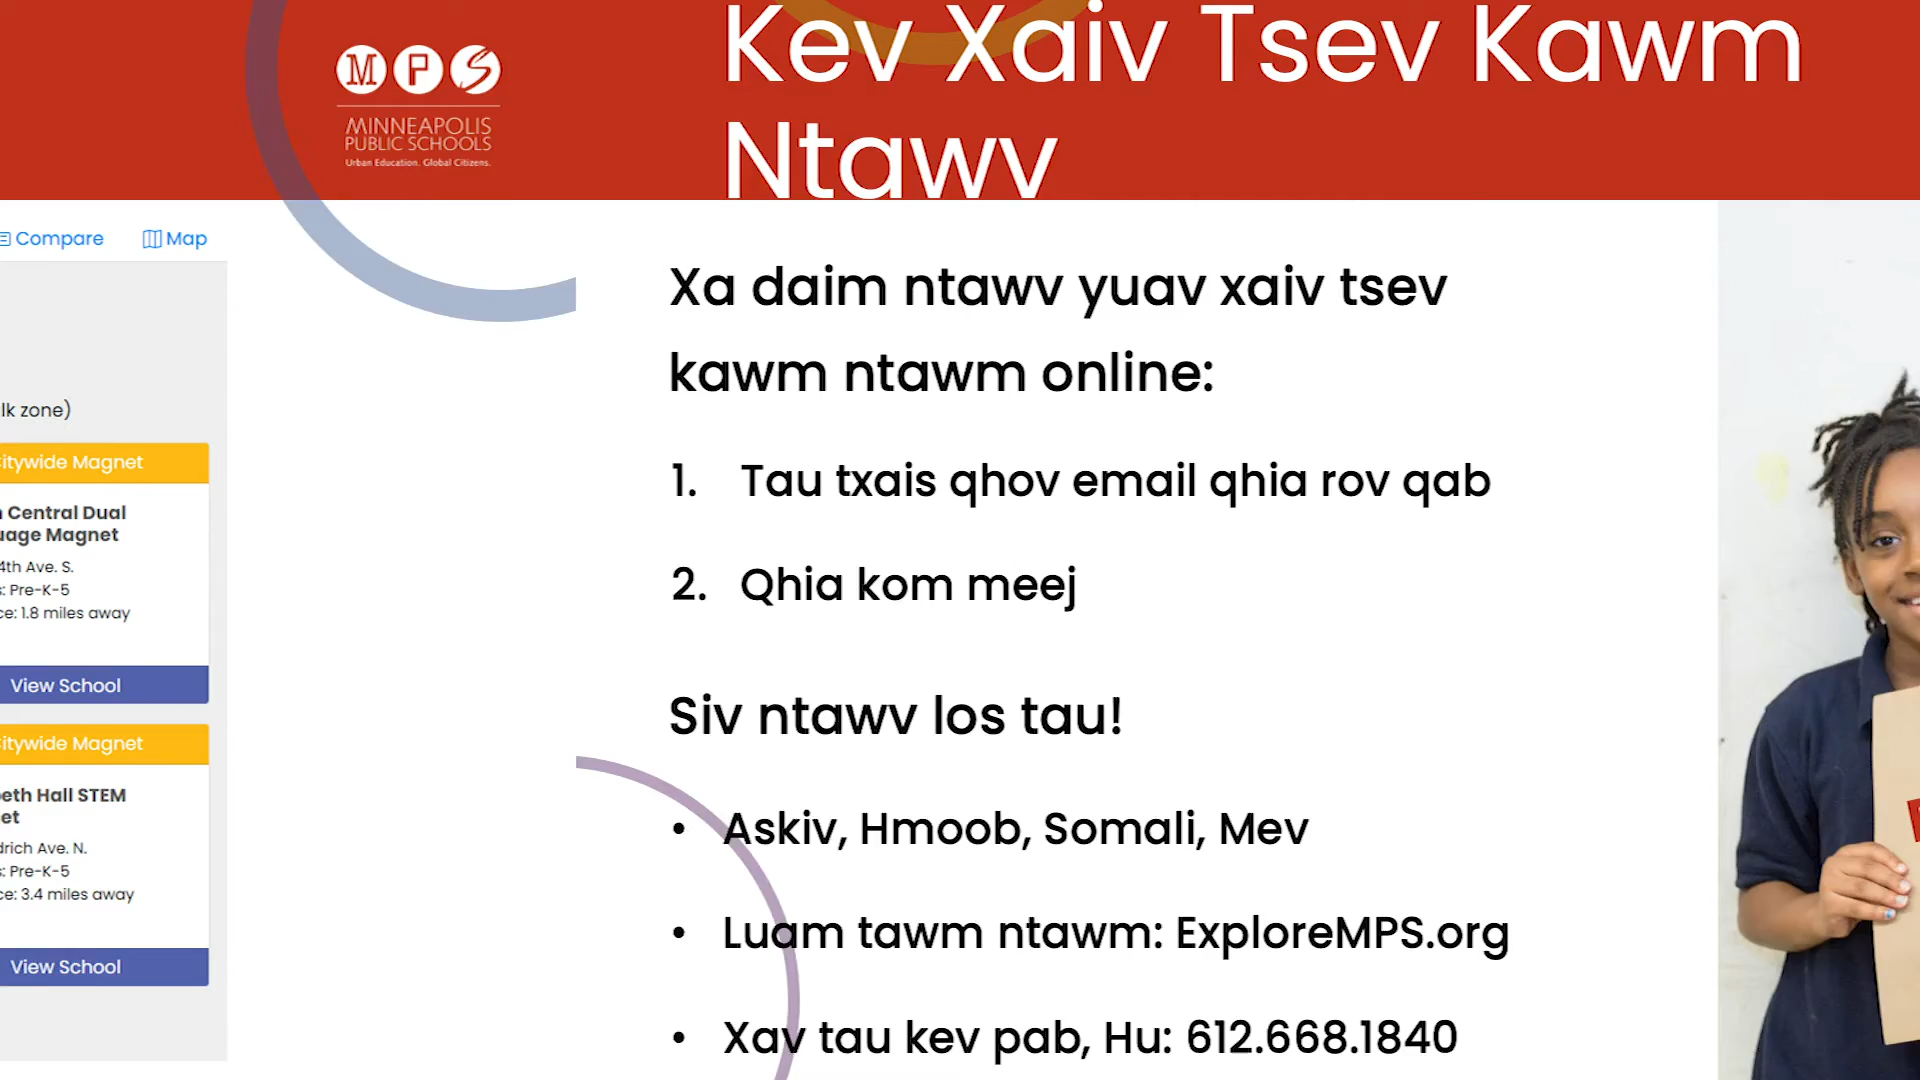 MPS
MINNEAPOLIS
PUBLIC SCHOOLS
Urban Education. Global Citizens.
Kev Xaiv Tsev Kawm
Ntawv
Compare
Map
lk zone)
itywide Magnet
Central Dual
uage Magnet
4th Ave. S.
: Pre-K-5
ce: 1.8 miles away
View School
itywide Magnet
eth Hall STEM
et
drich Ave. N.
: Pre-K-5
ce: 3.4 miles away
View School
Xa daim ntawv yuav xaiv tsev
kawm ntawm online:
1. Tau txais qhov email qhia rov qab
2. Qhia kom meej
Siv ntawv los tau!
• Askiv, Hmoob, Somali, Mev
• Luam tawm ntawm: ExploreMPS.org
• Xav tau kev pab, Hu: 612.668.1840